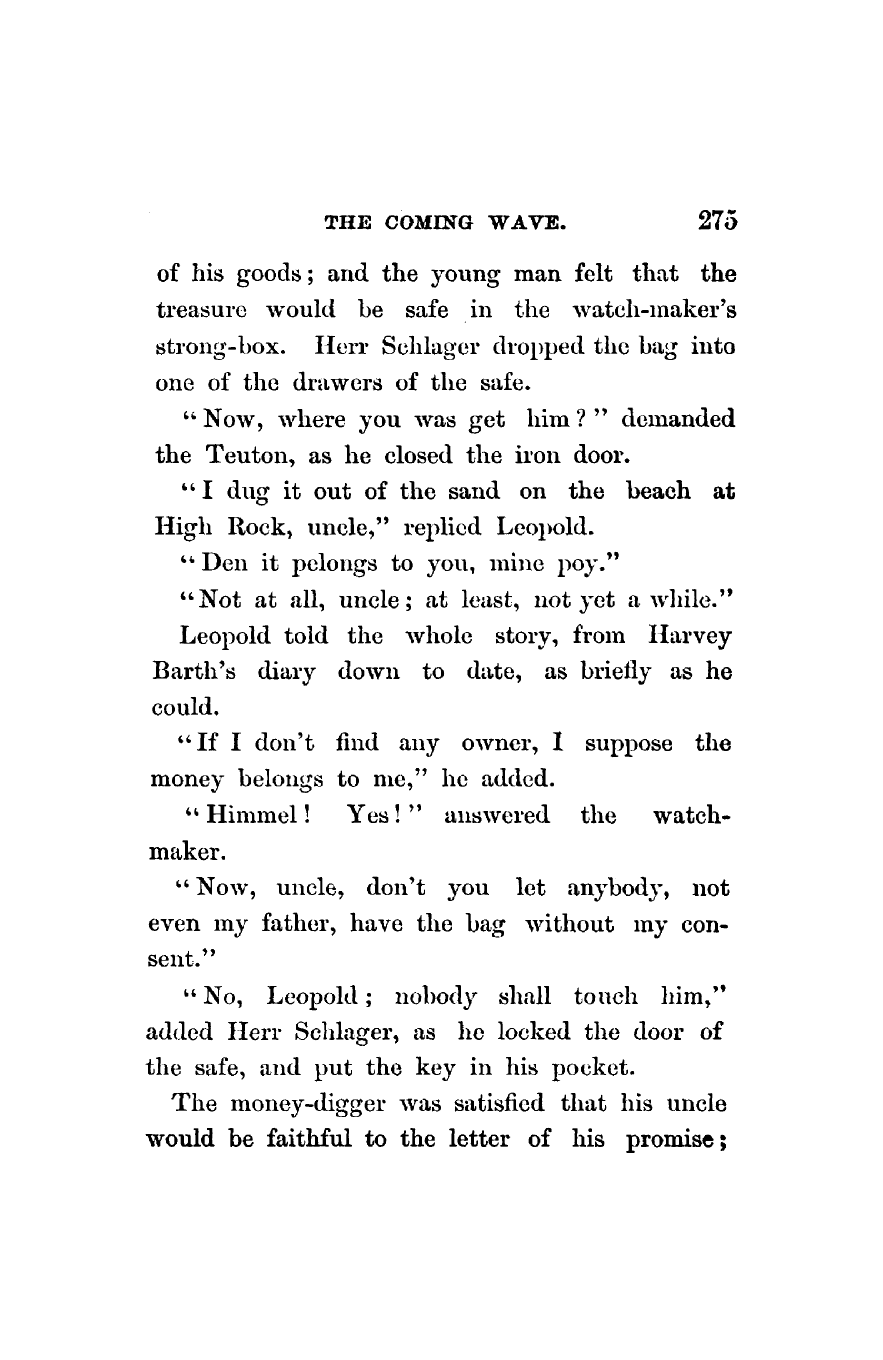 THE COMING WAVE. 275
of his goods; and the young man felt that the
treasure would be safe in the watch-maker's
strong-box. Herr Schlager dropped the bag into
one of the drawers of the safe.
"Now, where you was get him?" demanded
the Teuton, as he closed the iron door.
"I dug it out of the sand on the beach at
High Rock, uncle," replied Leopold.
"Den it pelongs to you, mine poy."
"Not at all, uncle; at least, not yet a while."
Leopold told the whole story, from Harvey
Barth's diary down to date, as briefly as he
could.
"If I don't find any owner, I suppose the
money belongs to me," he added.
"Himmel! Yes!" answered the watch-
maker.
"Now, uncle, don't you let anybody, not
even my father, have the bag without my con-
sent."
"No, Leopold; nobody shall touch him,"
added Herr Schlager, as he locked the door of
the safe, and put the key in his pocket.
The money-digger was satisfied that his uncle
would be faithful to the letter of his promise;